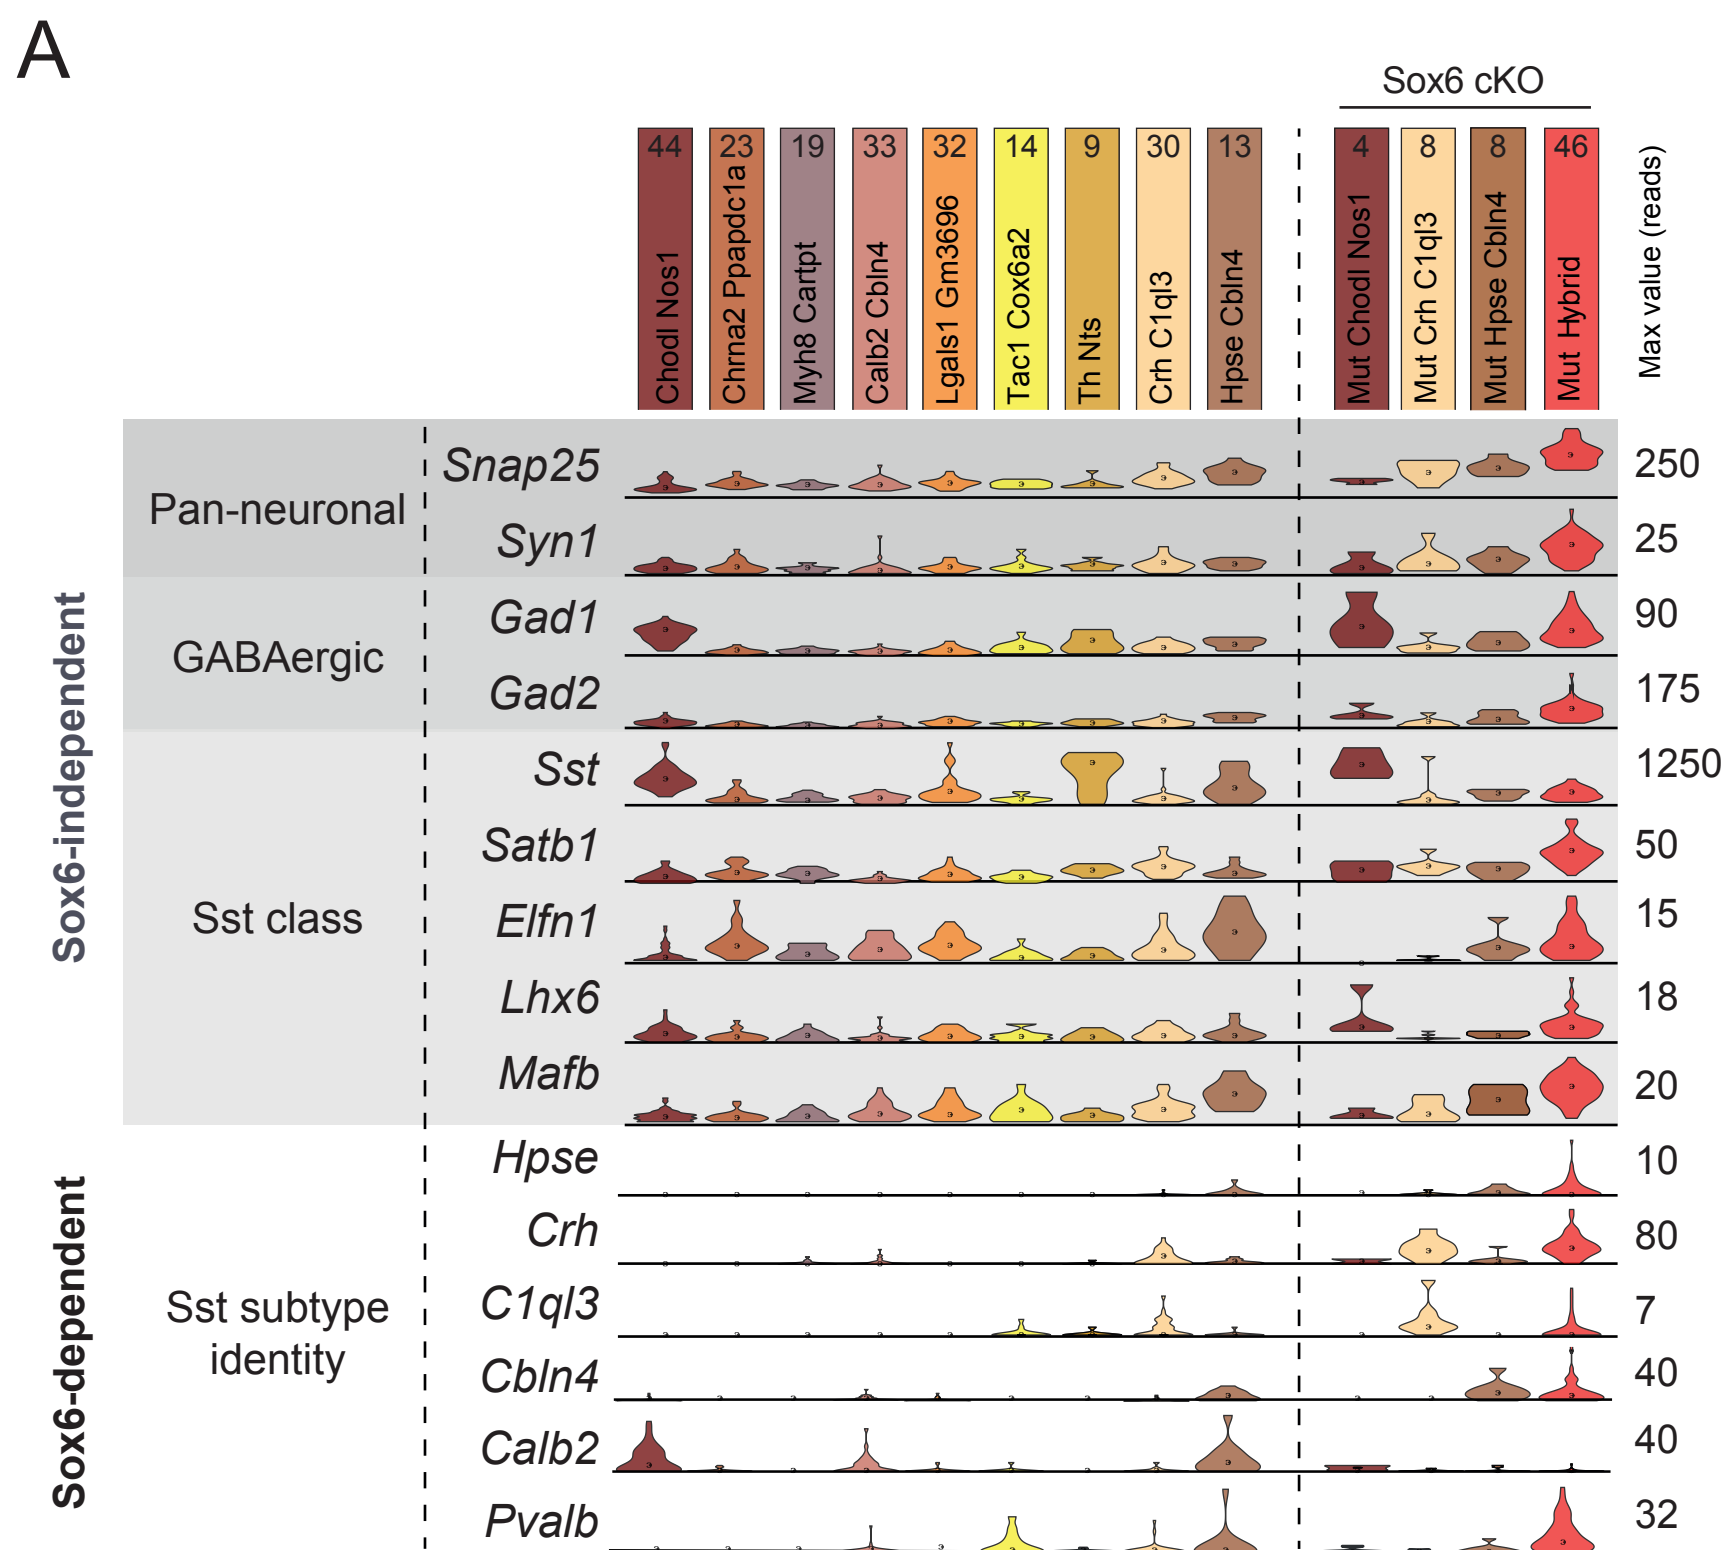 A
Sox6 cKO
44 23 19 33 32 14 9 30 13 4 8 8 46
Chodl Nos1
Chrna2 Ppapdc1a
Myh8 Cartpt
Calb2 Cbln4
Lgals1 Gm3696
Tac1 Cox6a2
Th Nts
Crh C1ql3
Hpse Cbln4
Mut Chodl Nos1
Mut Crh C1ql3
Mut Hpse Cbln4
Mut Hybrid
Max value (reads)
Sox6-independent
Pan-neuronal
Snap25 250
Syn1 25
GABAergic
Gad1 90
Gad2 175
Sst class
Sst 1250
Satb1 50
Elfn1 15
Lhx6 18
Mafb 20
Sox6-dependent
Sst subtype
identity
Hpse 10
Crh 80
C1ql3 7
Cbln4 40
Calb2 40
Pvalb 32